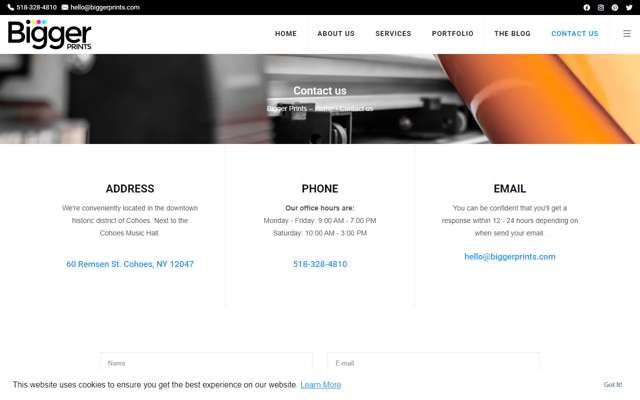 518-328-4810 hello@biggerprints.com
Bigger
PRINTS
HOME ABOUT US SERVICES PORTFOLIO THE BLOG CONTACT US
Contact us
Bigger Prints – Home - Contact us
ADDRESS
We're conveniently located in the downtown
historic district of Cohoes. Next to the
Cohoes Music Hall.
60 Remsen St. Cohoes, NY 12047
PHONE
Our office hours are:
Monday - Friday: 9:00 AM - 7:00 PM
Saturday: 10:00 AM - 3:00 PM
518-328-4810
EMAIL
You can be confident that you'll get a
response within 12 - 24 hours depending on
when send your email.
hello@biggerprints.com
Name E-mail
This website uses cookies to ensure you get the best experience on our website. Learn More
Got It!